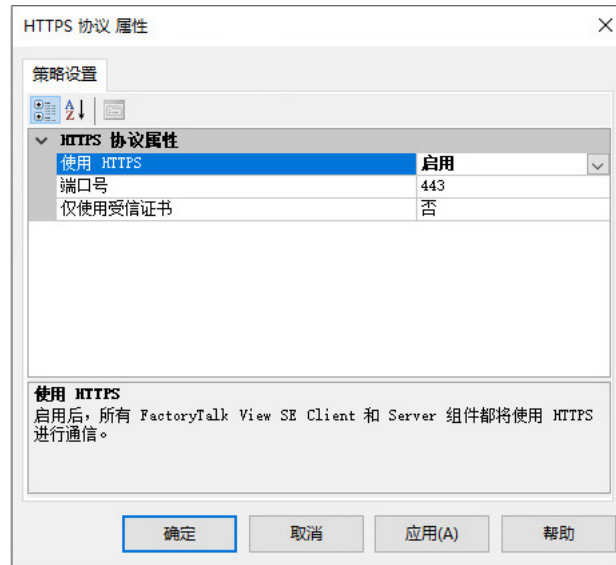 HTTPS 协议 属性
策略设置
HTTPS 协议属性
使用 HTTPS 启用
端口号 443
仅使用受信证书 否
使用 HTTPS
启用后，所有 FactoryTalk View SE Client 和 Server 组件都将使用 HTTPS
进行通信。
确定 取消 应用(A) 帮助